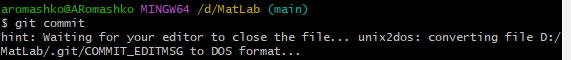 aromashko@ARomashko MINGW64 /d/MatLab (main)
$ git commit
hint: Waiting for your editor to close the file... unix2dos: converting file D:/
MatLab/.git/COMMIT_EDITMSG to DOS format...